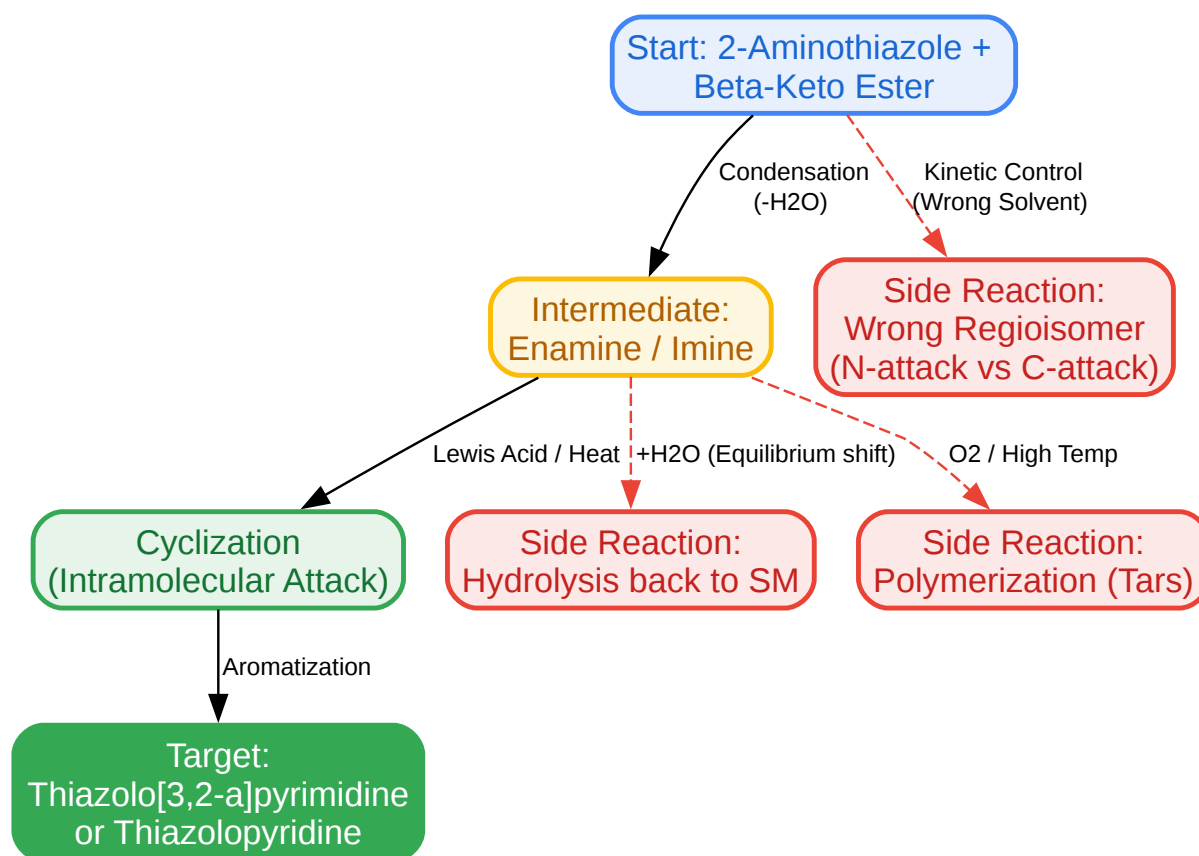 Start: 2-Aminothiazole +
Beta-Keto Ester
Condensation
(-H2O)
Kinetic Control
(Wrong Solvent)
Intermediate:
Enamine / Imine
Side Reaction:
Wrong Regioisomer
(N-attack vs C-attack)
Lewis Acid / Heat
+H2O (Equilibrium shift)
O2 / High Temp
Cyclization
(Intramolecular Attack)
Side Reaction:
Hydrolysis back to SM
Side Reaction:
Polymerization (Tars)
Aromatization
Target:
Thiazolo[3,2-a]pyrimidine
or Thiazolopyridine